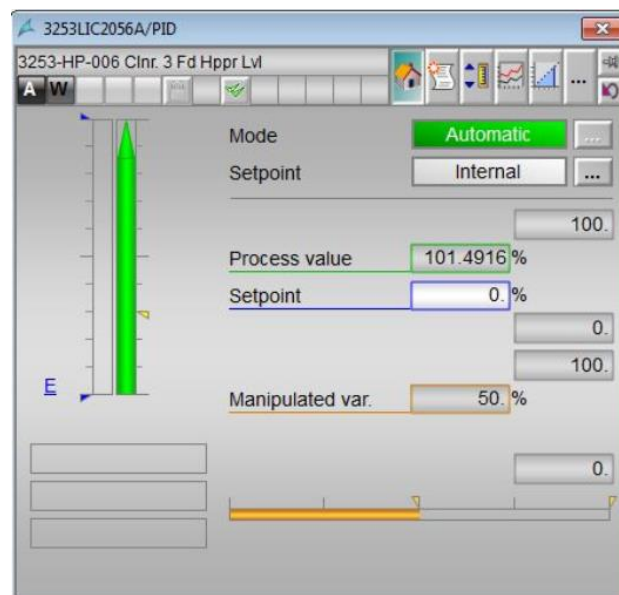 3253LIC2056A/PID
3253-HP-006 Clnr. 3 Fd Hppr Lvl
A W
...
Mode Automatic ...
Setpoint Internal ...
100.
Process value 101.4916 %
Setpoint 0. %
0.
100.
E
Manipulated var. 50. %
0.